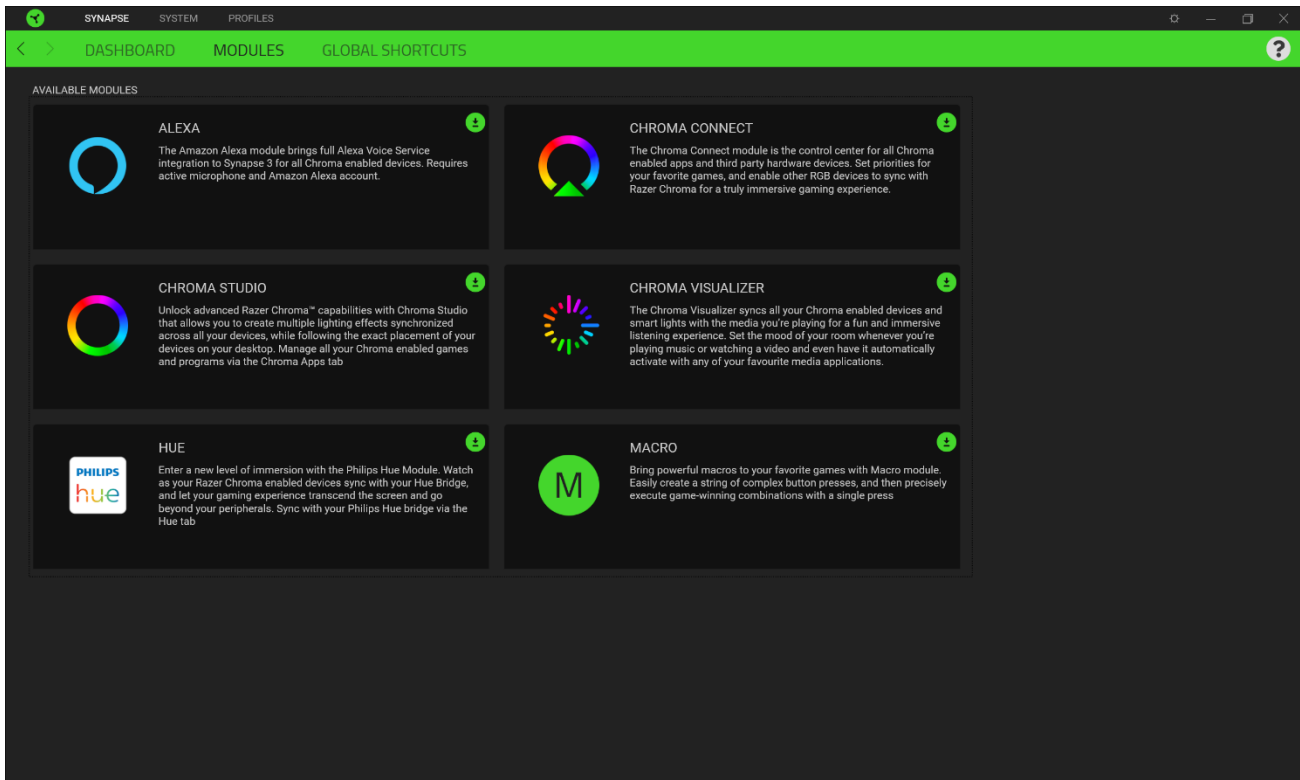 SYNAPSE SYSTEM PROFILES
DASHBOARD MODULES GLOBAL SHORTCUTS
?
AVAILABLE MODULES
ALEXA
The Amazon Alexa module brings full Alexa Voice Service
integration to Synapse 3 for all Chroma enabled devices. Requires
active microphone and Amazon Alexa account.
CHROMA CONNECT
The Chroma Connect module is the control center for all Chroma
enabled apps and third party hardware devices. Set priorities for
your favorite games, and enable other RGB devices to sync with
Razer Chroma for a truly immersive gaming experience.
CHROMA STUDIO
Unlock advanced Razer Chroma™ capabilities with Chroma Studio
that allows you to create multiple lighting effects synchronized
across all your devices, while following the exact placement of your
devices on your desktop. Manage all your Chroma enabled games
and programs via the Chroma Apps tab
CHROMA VISUALIZER
The Chroma Visualizer syncs all your Chroma enabled devices and
smart lights with the media you're playing for a fun and immersive
listening experience. Set the mood of your room whenever you're
playing music or watching a video and even have it automatically
activate with any of your favourite media applications.
PHILIPS
hue
HUE
Enter a new level of immersion with the Philips Hue Module. Watch
as your Razer Chroma enabled devices sync with your Hue Bridge,
and let your gaming experience transcend the screen and go
beyond your peripherals. Sync with your Philips Hue bridge via the
Hue tab
M
MACRO
Bring powerful macros to your favorite games with Macro module.
Easily create a string of complex button presses, and then precisely
execute game-winning combinations with a single press